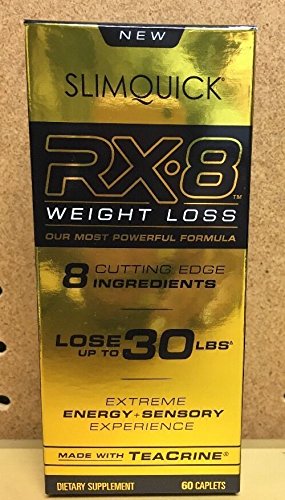 NEW
SLIMQUICK®
RX•8™
WEIGHT LOSS
OUR MOST POWERFUL FORMULA
8 CUTTING EDGE
INGREDIENTS
LOSE
UP TO 30 LBS∆
EXTREME
ENERGY + SENSORY
EXPERIENCE
MADE WITH TEACRINE®
DIETARY SUPPLEMENT 60 CAPLETS